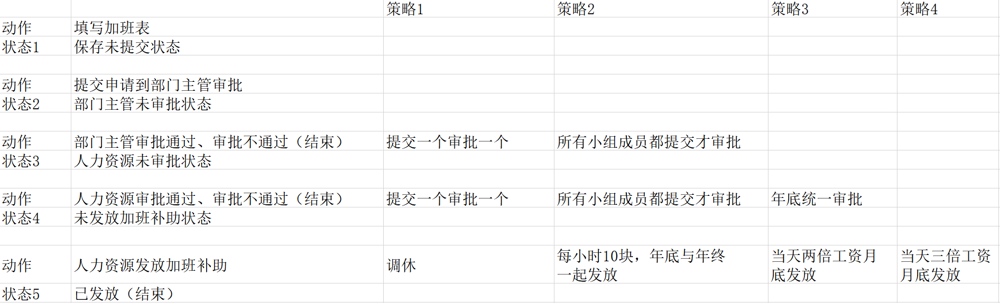 策略1 策略2 策略3 策略4
动作 填写加班表
状态1 保存未提交状态
动作 提交申请到部门主管审批
状态2 部门主管未审批状态
动作 部门主管审批通过、审批不通过（结束） 提交一个审批一个 所有小组成员都提交才审批
状态3 人力资源未审批状态
动作 人力资源审批通过、审批不通过（结束） 提交一个审批一个 所有小组成员都提交才审批 年底统一审批
状态4 未发放加班补助状态
动作 人力资源发放加班补助 调休
每小时10块，年底与年终
一起发放
当天两倍工资月
底发放
当天三倍工资
月底发放
状态5 已发放（结束）